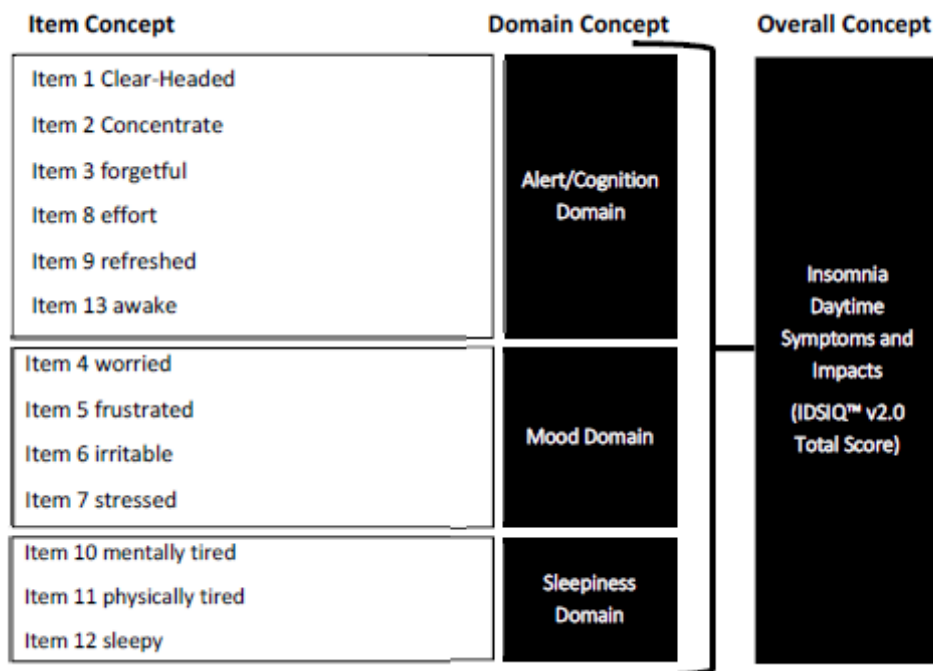 Item Concept
Domain Concept
Overall Concept
Item 1 Clear-Headed
Item 2 Concentrate
Item 3 forgetful
Item 8 effort
Item 9 refreshed
Item 13 awake
Alert/Cognition
Domain
Item 4 worried
Item 5 frustrated
Item 6 irritable
Item 7 stressed
Mood Domain
Item 10 mentally tired
Item 11 physically tired
Item 12 sleepy
Sleepiness
Domain
Insomnia
Daytime
Symptoms and
Impacts
(IDSIQ™ v2.0
Total Score)